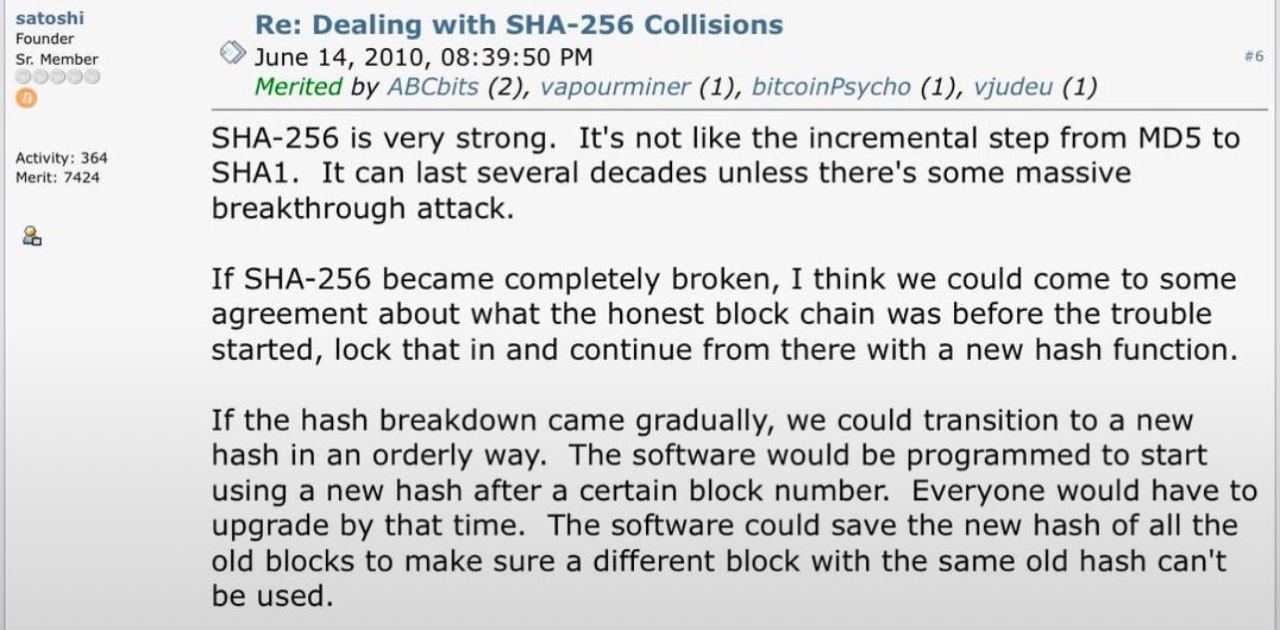 satoshi
Founder
Sr. Member
Activity: 364
Merit: 7424
Re: Dealing with SHA-256 Collisions
June 14, 2010, 08:39:50 PM
#6
Merited by ABCbits (2), vapourminer (1), bitcoinPsycho (1), vjudeu (1)
SHA-256 is very strong.  It's not like the incremental step from MD5 to
SHA1.  It can last several decades unless there's some massive
breakthrough attack.
If SHA-256 became completely broken, I think we could come to some
agreement about what the honest block chain was before the trouble
started, lock that in and continue from there with a new hash function.
If the hash breakdown came gradually, we could transition to a new
hash in an orderly way.  The software would be programmed to start
using a new hash after a certain block number.  Everyone would have to
upgrade by that time.  The software could save the new hash of all the
old blocks to make sure a different block with the same old hash can't
be used.